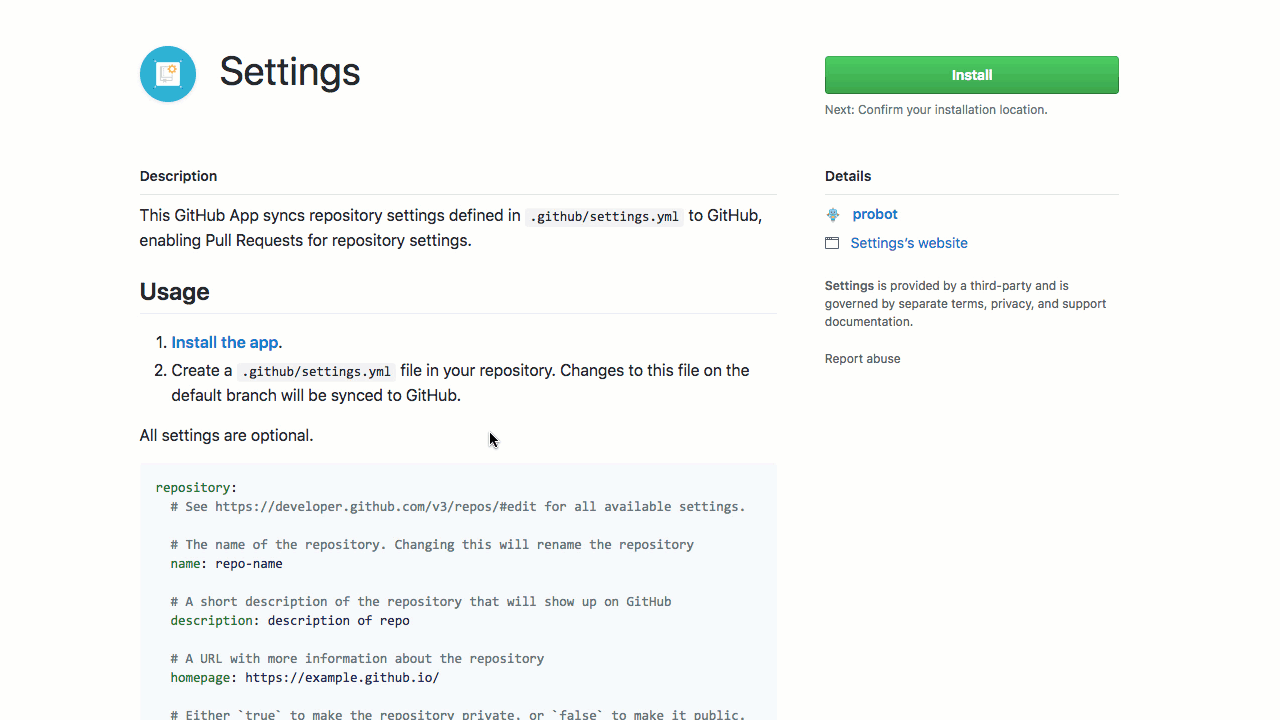 Settings
Install
Next: Confirm your installation location.
Description
This GitHub App syncs repository settings defined in .github/settings.yml to GitHub,
enabling Pull Requests for repository settings.
Usage
1. Install the app.
2. Create a .github/settings.yml file in your repository. Changes to this file on the
default branch will be synced to GitHub.
All settings are optional.
repository:
# See https://developer.github.com/v3/repos/#edit for all available settings.
# The name of the repository. Changing this will rename the repository
name: repo-name
# A short description of the repository that will show up on GitHub
description: description of repo
# A URL with more information about the repository
homepage: https://example.github.io/
# Either `true` to make the repository private, or `false` to make it public.
Details
probot
Settings’s website
Settings is provided by a third-party and is
governed by separate terms, privacy, and support
documentation.
Report abuse